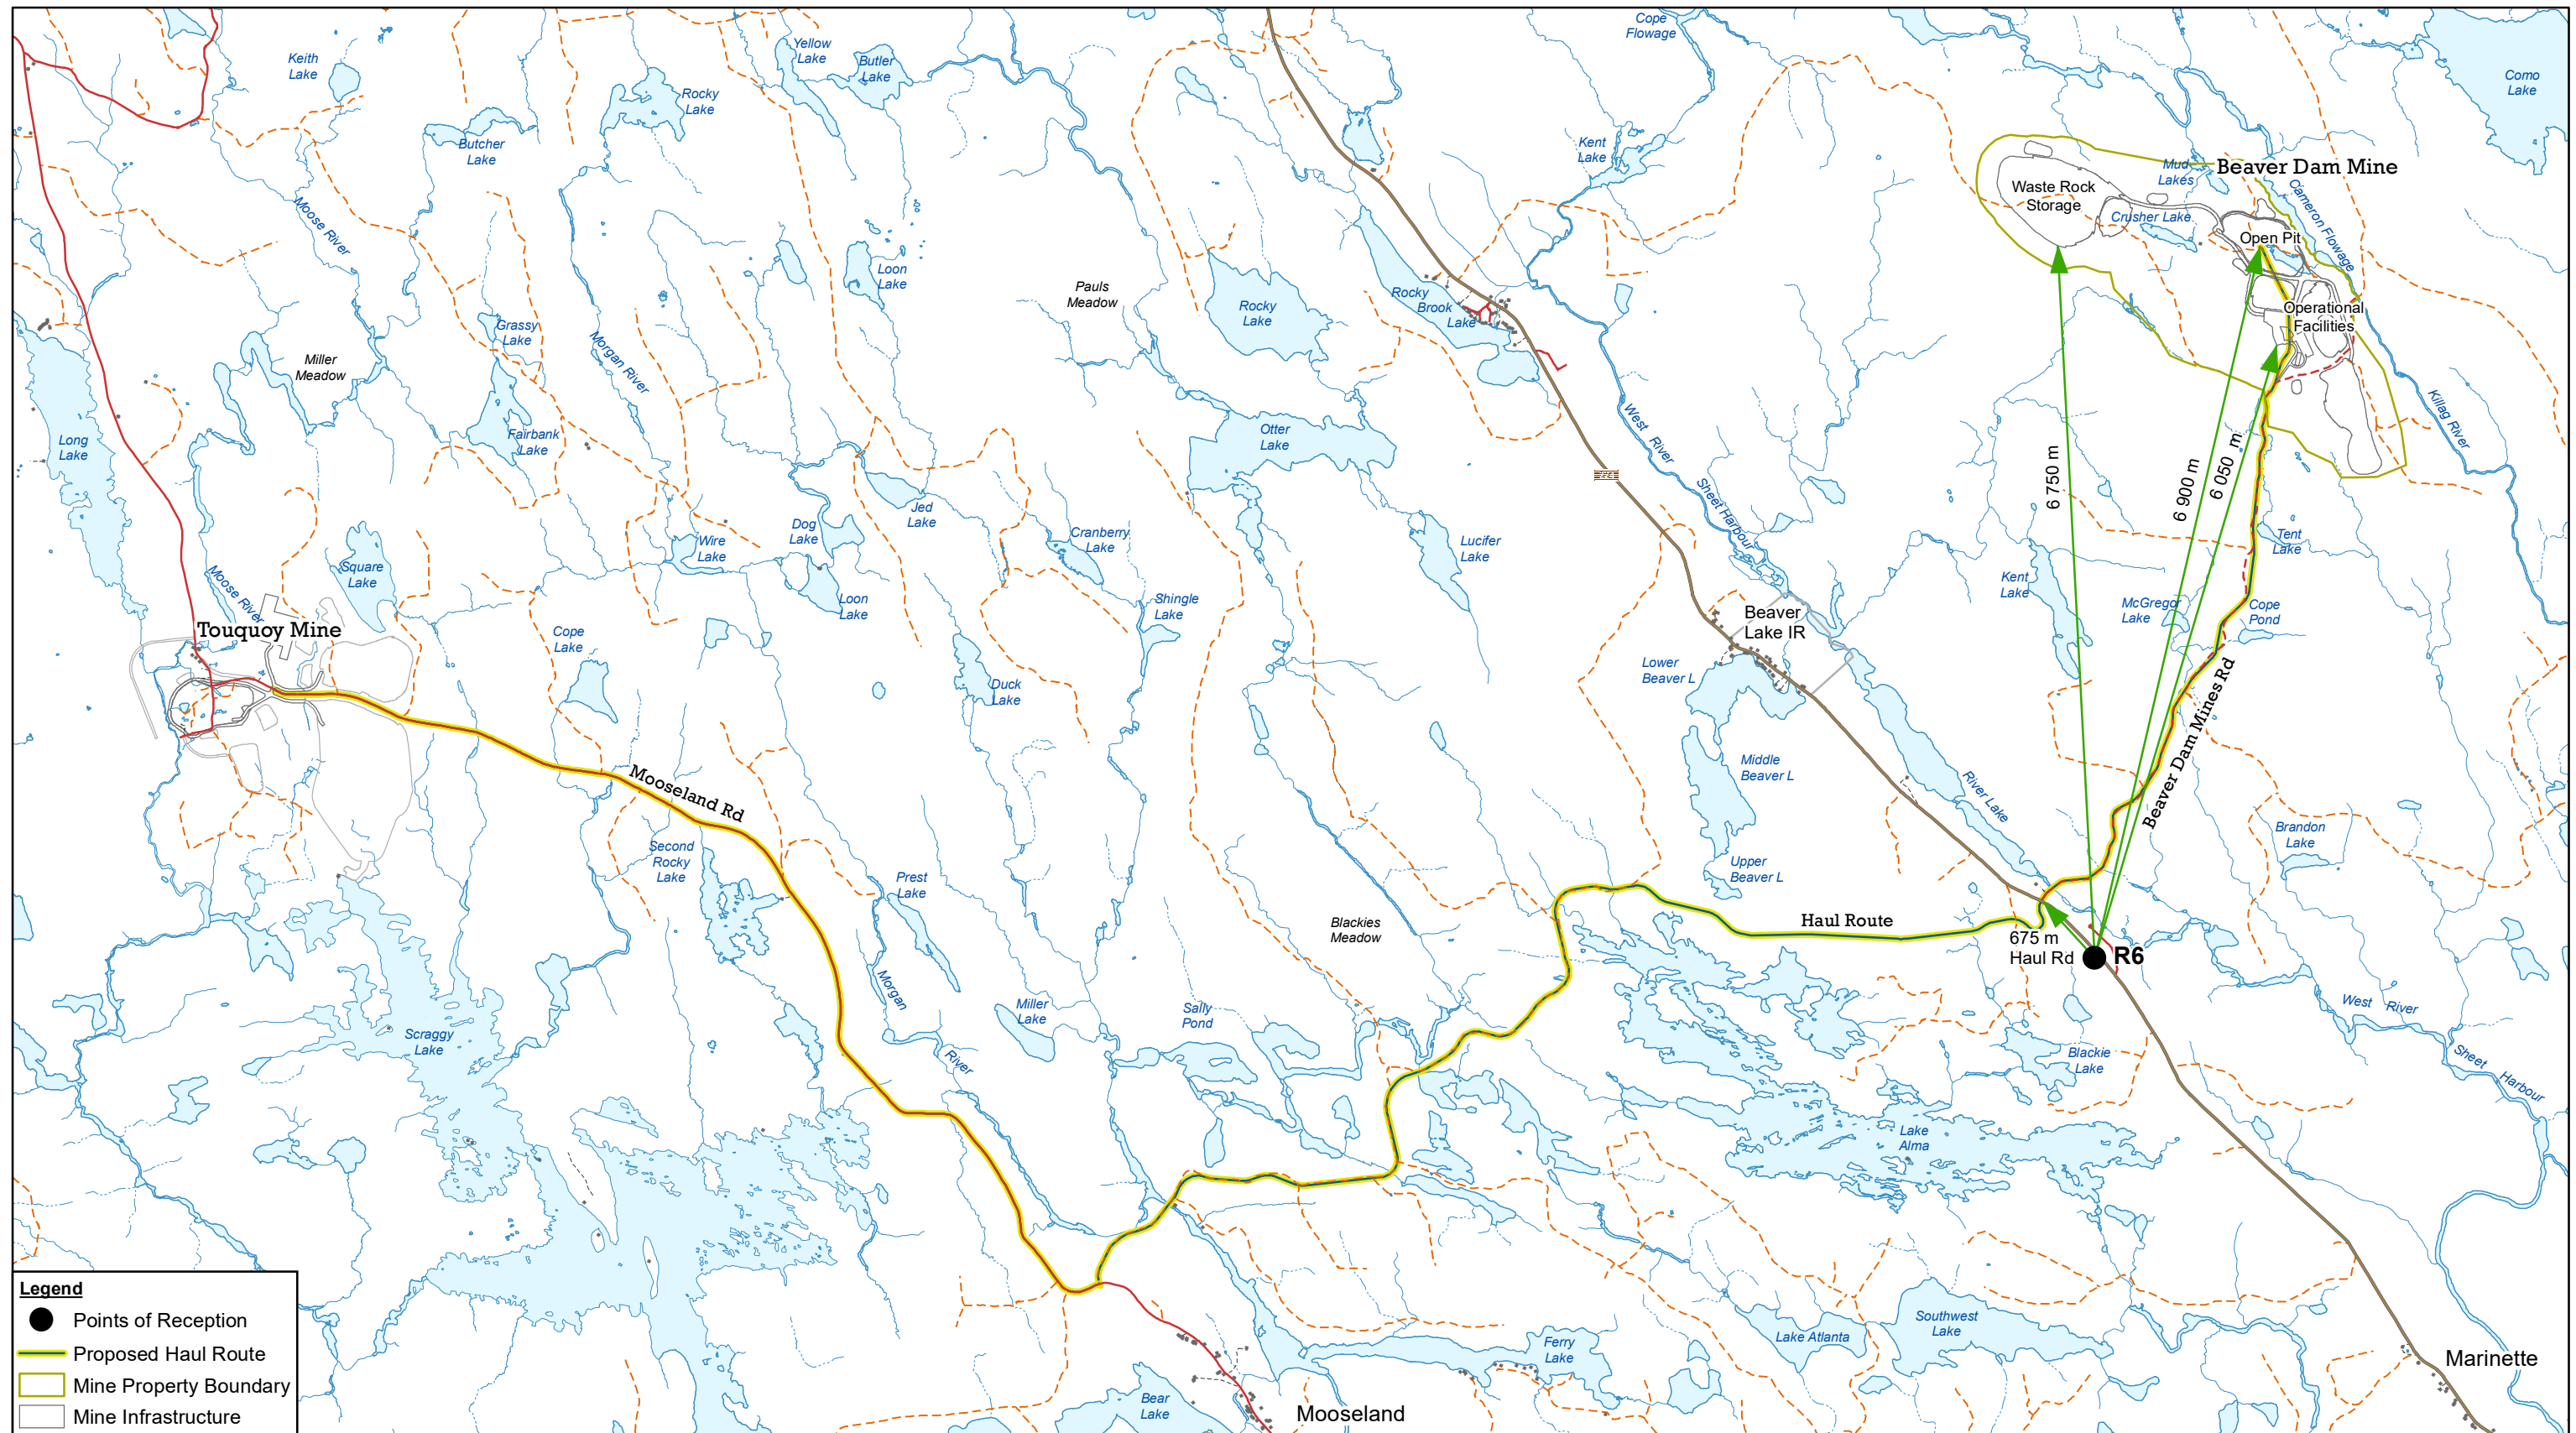 Cope
Flowage
Yellow
Lake
Butler
Lake
Keith
Lake
Rocky
Lake
Como
Lake
Butcher
Lake
Kent
Lake
Mud
Lakes
Beaver Dam Mine
Waste Rock
Storage
Crusher Lake
Cameron Flowage
Open Pit
Moose River
Loon
Lake
Pauls
Meadow
Rocky
Lake
Rocky
Brook
Lake
Operational
Facilities
Grassy
Lake
Miller
Meadow
Morgan River
Long
Lake
Fairbank
Lake
Otter
Lake
West River
Killag River
6 750 m
6 900 m
6 050 m
Sheet Harbour
Jed
Lake
Dog
Lake
Wire
Lake
Cranberry
Lake
Lucifer
Lake
Tent
Lake
Square
Lake
Moose River
Loon
Lake
Shingle
Lake
Kent
Lake
McGregor
Lake
Cope
Pond
Beaver
Lake IR
Touquoy Mine
Cope
Lake
Lower
Beaver L
Duck
Lake
Beaver Dam Mines Rd
Middle
Beaver L
River Lake
Mooseland Rd
Second
Rocky
Lake
Brandon
Lake
Upper
Beaver L
Prest
Lake
Haul Route
Blackies
Meadow
675 m
Haul Rd
R6
Morgan
River
Miller
Lake
Sally
Pond
West River
Scraggy
Lake
Blackie
Lake
Sheet
Harbour
Lake
Alma
Southwest
Lake
Lake Atlanta
Ferry
Lake
Marinette
Bear
Lake
Mooseland
Legend
Points of Reception
Proposed Haul Route
Mine Property Boundary
Mine Infrastructure